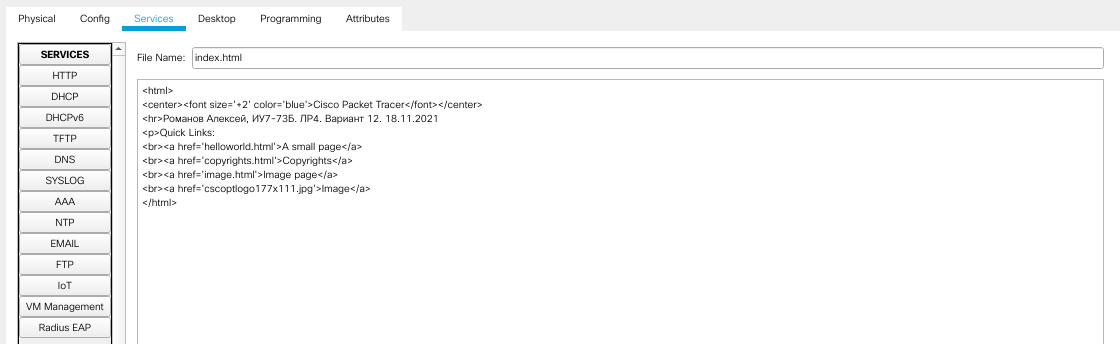 Physical Config Services Desktop Programming Attributes
SERVICES
HTTP
DHCP
DHCPv6
TFTP
DNS
SYSLOG
AAA
NTP
EMAIL
FTP
IoT
VM Management
Radius EAP
File Name: index.html
<html>
<center><font size='+2' color='blue'>Cisco Packet Tracer</font></center>
<hr>Романов Алексей, ИУ7-73Б. ЛР4. Вариант 12. 18.11.2021
<p>Quick Links:
<br><a href='helloworld.html'>A small page</a>
<br><a href='copyrights.html'>Copyrights</a>
<br><a href='image.html'>Image page</a>
<br><a href='cscoptlogo177x111.jpg'>Image</a>
</html>